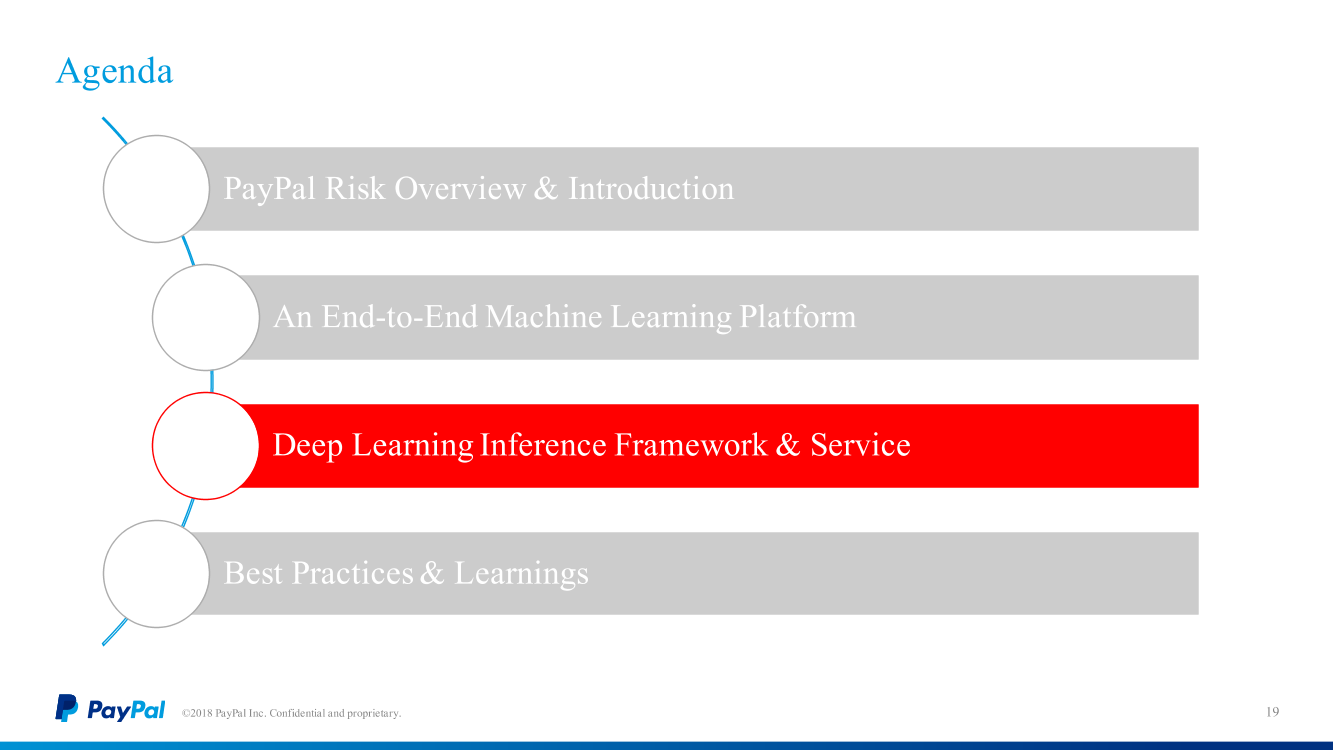 Agenda
PayPal Risk Overview & Introduction
An End-to-End Machine Learning Platform
Deep Learning Inference Framework & Service
Best Practices & Learnings
PayPal
©2018 PayPal Inc. Confidential and proprietary.
19